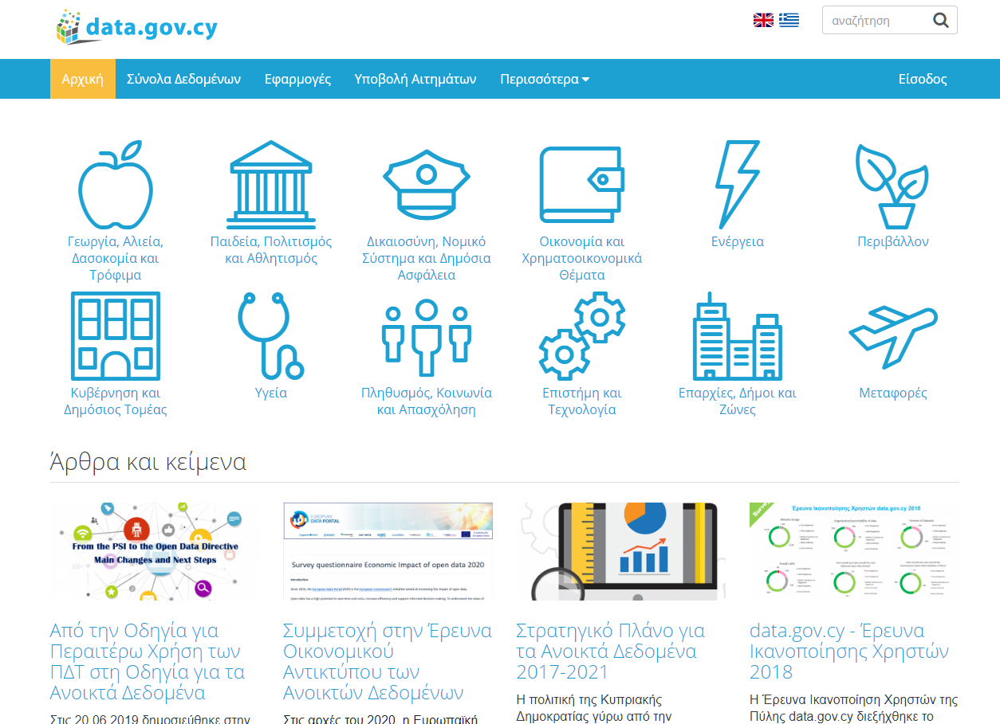 data.gov.cy
αναζήτηση
Αρχική
Σύνολα Δεδομένων
Εφαρμογές
Υποβολή Αιτημάτων
Περισσότερα
Είσοδος
Γεωργία, Αλιεία,
Δασοκομία και
Τρόφιμα
Παιδεία, Πολιτισμός
και Αθλητισμός
Δικαιοσύνη, Νομικό
Σύστημα και Δημόσια
Ασφάλεια
Οικονομία και
Χρηματοοικονομικά
Θέματα
Ενέργεια
Περιβάλλον
Κυβέρνηση και
Δημόσιος Τομέας
Υγεία
Πληθυσμός, Κοινωνία
και Απασχόληση
Επιστήμη και
Τεχνολογία
Επαρχίες, Δήμοι και
Ζώνες
Μεταφορές
Άρθρα και κείμενα
From the PSI to the Open Data Directive
Main Changes and Next Steps
EUROPEAN
DATA PORTAL
Survey questionnaire Economic Impact of open data 2020
Introduction
Survey
Έρευνα Ικανοποίησης Χρηστών data.gov.cy 2018
Από την Οδηγία για
Περαιτέρω Χρήση των
ΠΔΤ στη Οδηγία για τα
Ανοικτά Δεδομένα
Στις 20.06.2019 δημοσιεύθηκε στην
Συμμετοχή στην Έρευνα
Οικονομικού
Αντικτύπου των
Ανοικτών Δεδομένων
Στις αρχές του 2020, η Ευρωπαϊκή
Στρατηγικό Πλάνο για
τα Ανοικτά Δεδομένα
2017-2021
Η πολιτική της Κυπριακής
Δημοκρατίας γύρω από την
data.gov.cy - Έρευνα
Ικανοποίησης Χρηστών
2018
Η Έρευνα Ικανοποίηση Χρηστών της
Πύλης data.gov.cy διεξήχθηκε το